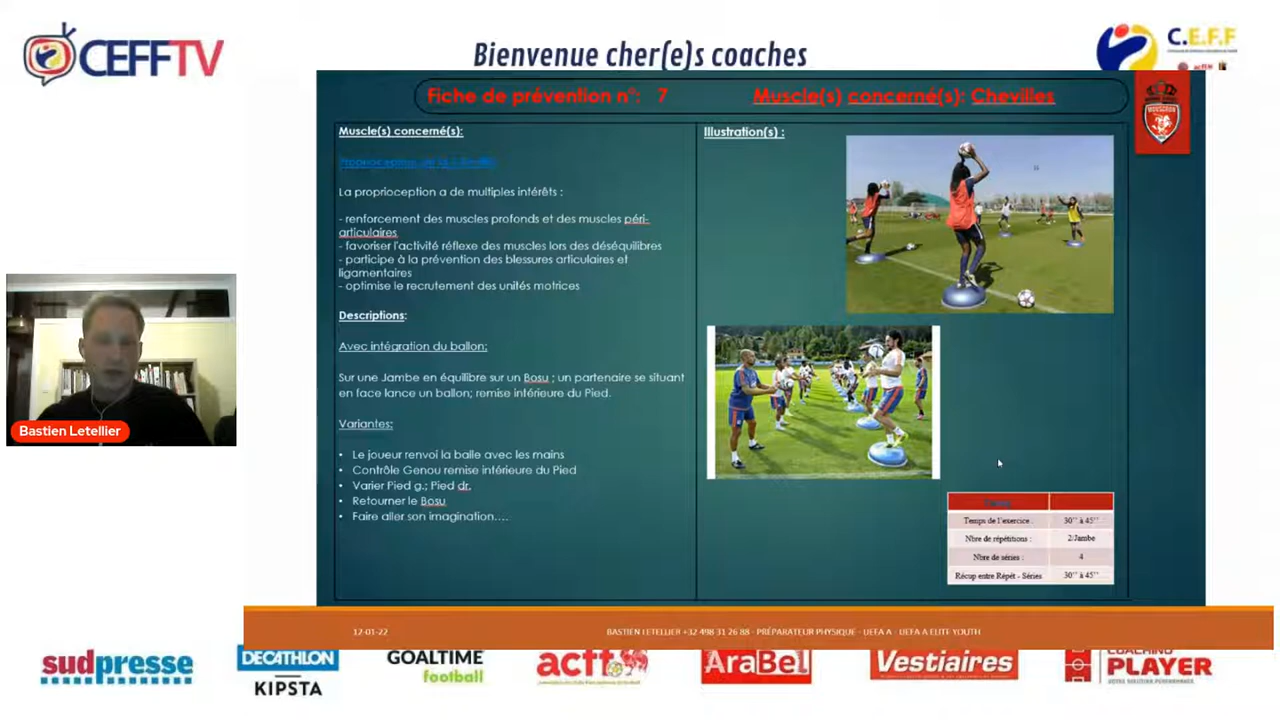 CEFFTV
Bienvenue cher(e)s coaches
C.E.F.F
Fiche de prévention n°: 7
Muscle(s) concerné(s): Chevilles
MOUSCRON
Muscle(s) concerné(s):
La proprioception a de multiples intérêts :
- renforcement des muscles profonds et des muscles péri-
articulaires
- favoriser l'activité réflexe des muscles lors des déséquilibres
- participe à la prévention des blessures articulaires et
ligamentaires
- optimise le recrutement des unités motrices
Descriptions:
Avec intégration du ballon:
Sur une Jambe en équilibre sur un Bosu ; un partenaire se situant
en face lance un ballon; remise intérieure du Pied.
Variantes:
• Le joueur renvoi la balle avec les mains
• Contrôle Genou remise intérieure du Pied
• Varier Pied g.; Pied dr.
• Retourner le Bosu
• Faire aller son imagination....
Illustration(s) :
Temps de l'exercice : 30'' à 45''
Nbre de répétitions : 2/Jambe
Nbre de séries : 4
Récup entre Répét - Séries 30'' à 45''
Bastien Letellier
12-01-22
BASTIEN LETELLIER +32 498 31 26 88 - PRÉPARATEUR PHYSIQUE - UEFA A - UEFA A ELITE YOUTH
sudpresse
DECATHLON
KIPSTA
GOALTIME
football
actf
AraBel
Vestiaires
COACHING
PLAYER